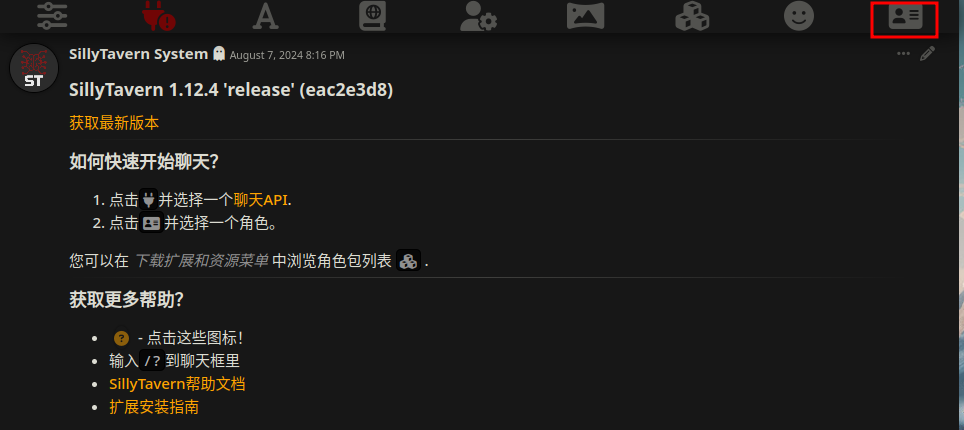 SillyTavern System August 7, 2024 8:16 PM
ST
SillyTavern 1.12.4 'release' (eac2e3d8)
获取最新版本
如何快速开始聊天?
1. 点击 并选择一个聊天API.
2. 点击 并选择一个角色。
您可以在 下载扩展和资源菜单 中浏览角色包列表 .
获取更多帮助?
? - 点击这些图标!
输入 /? 到聊天框里
SillyTavern帮助文档
扩展安装指南